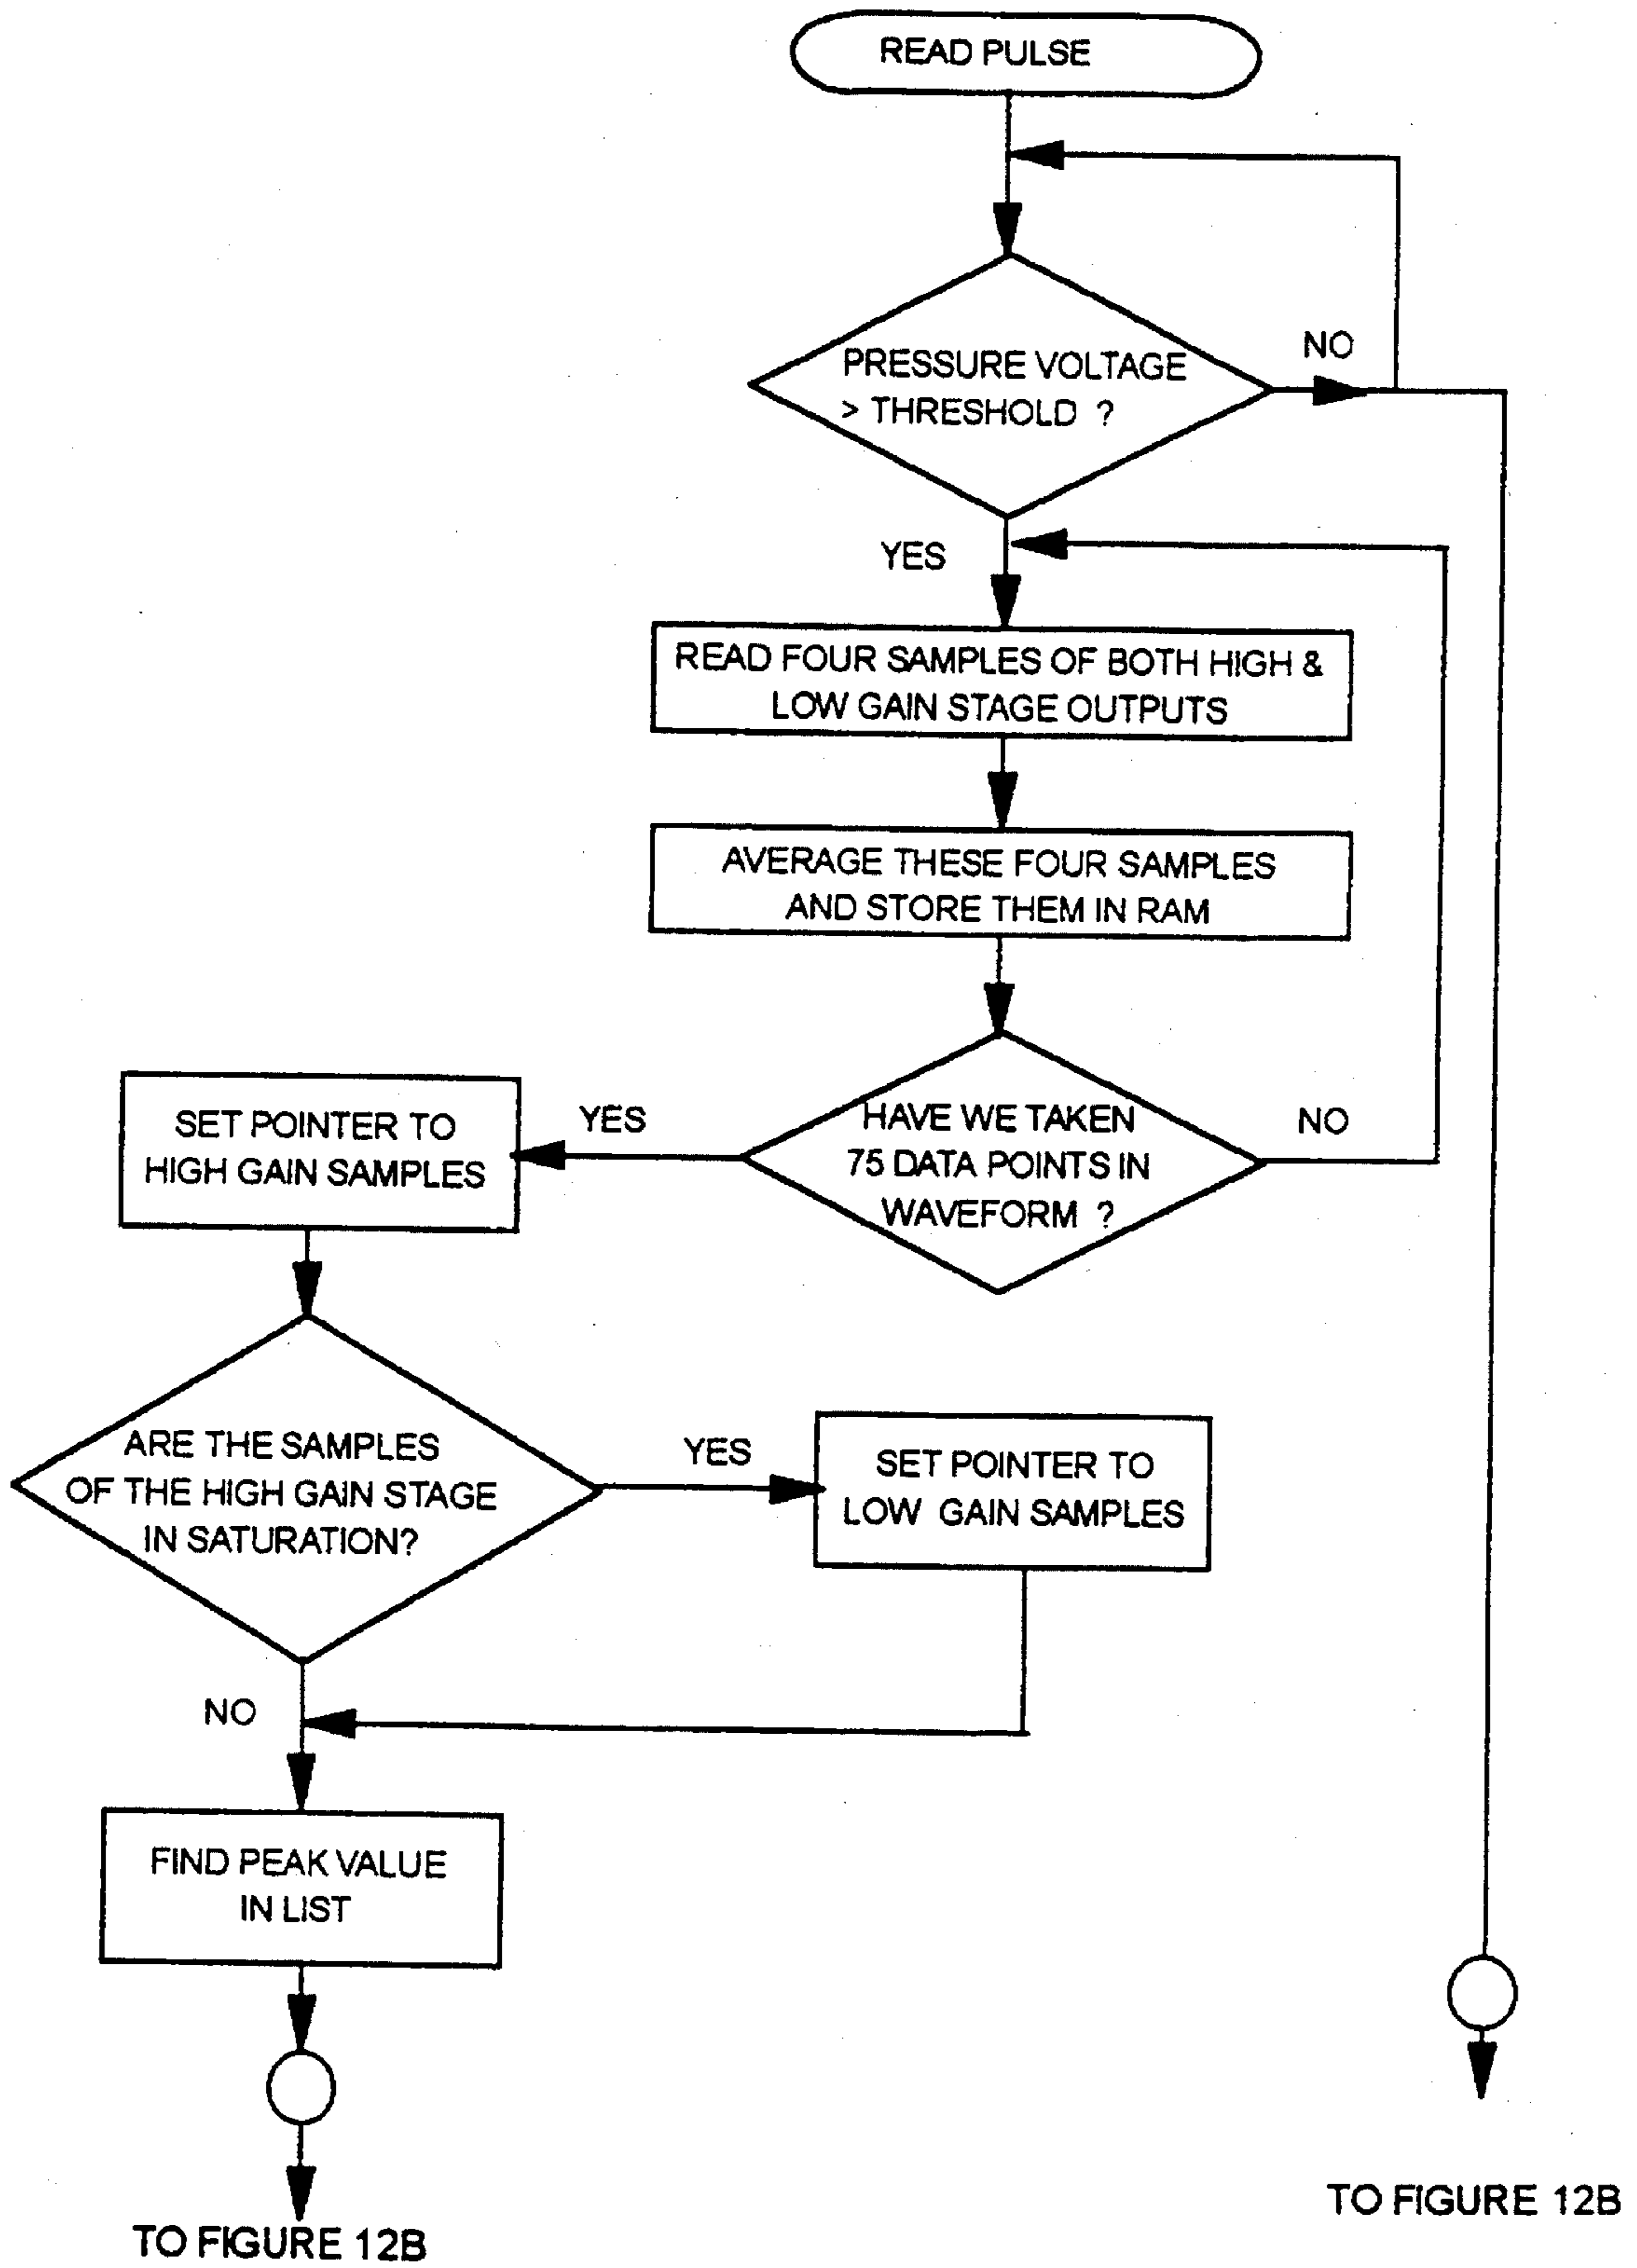 READ PULSE
PRESSURE VOLTAGE
> THRESHOLD ?
NO
YES
READ FOUR SAMPLES OF BOTH HIGH &
LOW GAIN STAGE OUTPUTS
AVERAGE THESE FOUR SAMPLES
AND STORE THEM IN RAM
HAVE WE TAKEN
75 DATA POINTS IN
WAVEFORM ?
NO
YES
SET POINTER TO
HIGH GAIN SAMPLES
ARE THE SAMPLES
OF THE HIGH GAIN STAGE
IN SATURATION?
YES
SET POINTER TO
LOW GAIN SAMPLES
NO
FIND PEAK VALUE
IN LIST
TO FIGURE 12B
TO FIGURE 12B